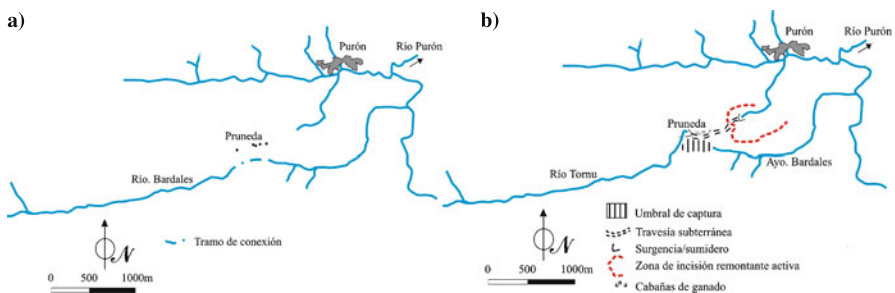 a)
Purón
Río Purón
Pruneda
Río. Bardales
N
Tramo de conexión
0 500 1000m
b)
Purón
Río Purón
Pruneda
Ayo. Bardales
Río Tornu
N
0 500 1000m
Umbral de captura
Travesía subterránea
Surgencia/sumidero
Zona de incisión remontante activa
Cabañas de ganado